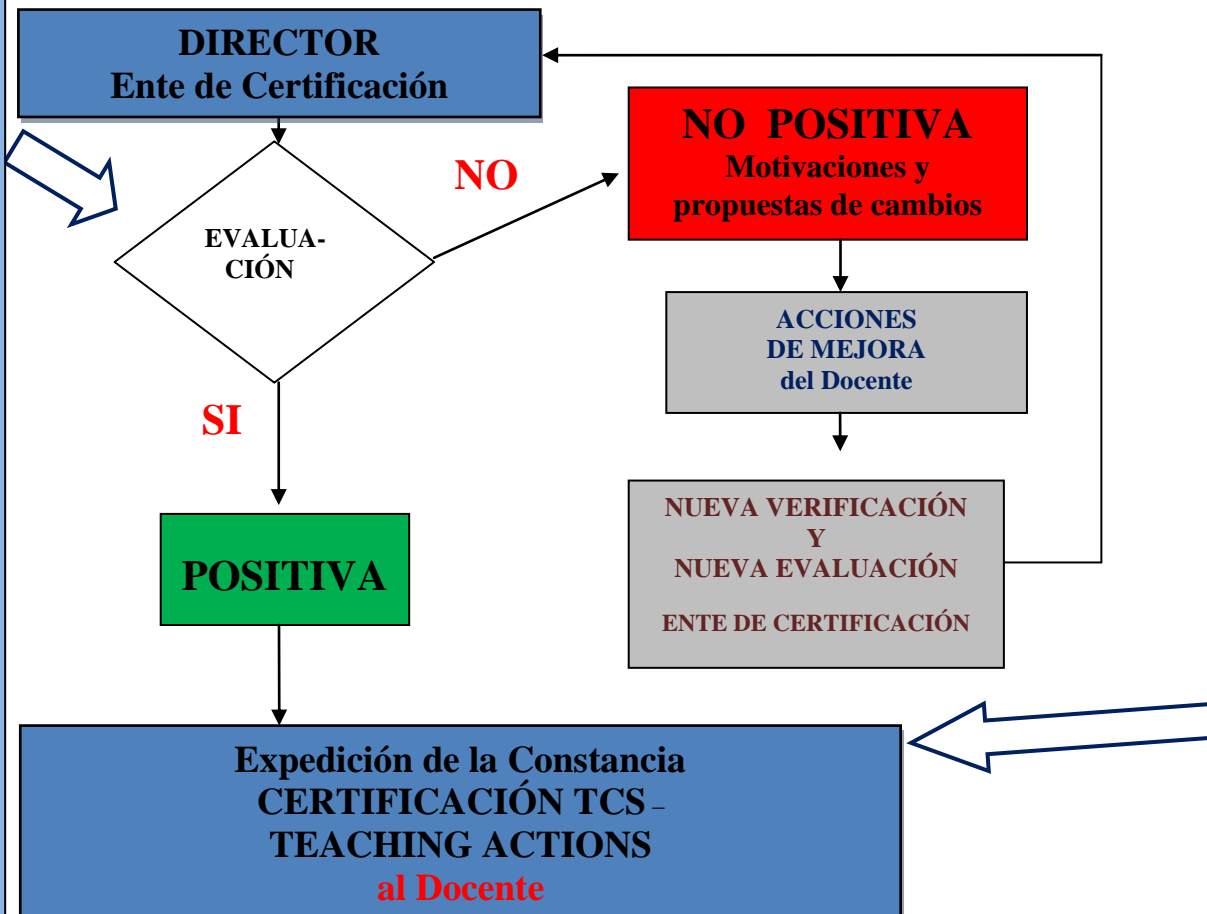 DIRECTOR
Ente de Certificación
NO POSITIVA
Motivaciones y
propuestas de cambios
NO
EVALUA-
CIÓN
ACCIONES
DE MEJORA
del Docente
SI
NUEVA VERIFICACIÓN
Y
NUEVA EVALUACIÓN
ENTE DE CERTIFICACIÓN
POSITIVA
Expedición de la Constancia
CERTIFICACIÓN TCS –
TEACHING ACTIONS
al Docente